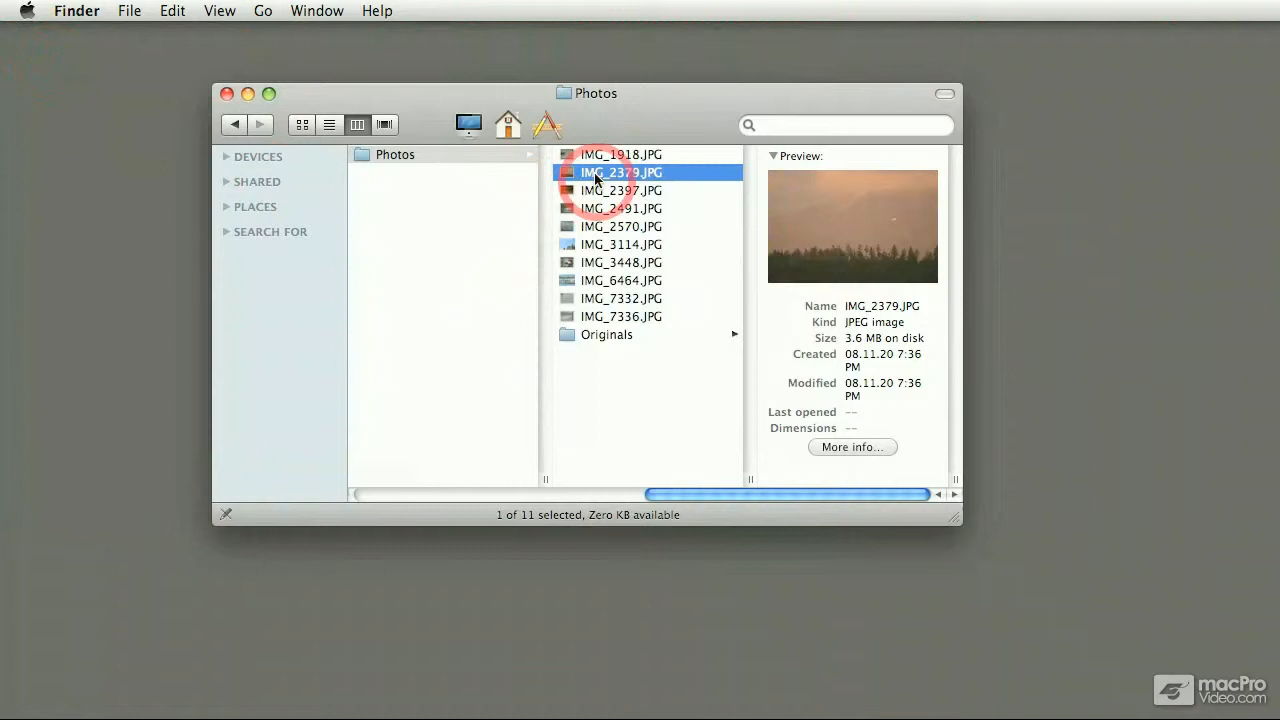 Finder File Edit View Go Window Help
Photos
DEVICES
SHARED
PLACES
SEARCH FOR
Photos
IMG_1918.JPG
IMG_2379.JPG
IMG_2397.JPG
IMG_2491.JPG
IMG_2570.JPG
IMG_3114.JPG
IMG_3448.JPG
IMG_6464.JPG
IMG_7332.JPG
IMG_7336.JPG
Originals
Preview:
Name IMG_2379.JPG
Kind JPEG image
Size 3.6 MB on disk
Created 08.11.20 7:36
PM
Modified 08.11.20 7:36
PM
Last opened --
Dimensions --
More info...
1 of 11 selected, Zero KB available
macPro
Video.com